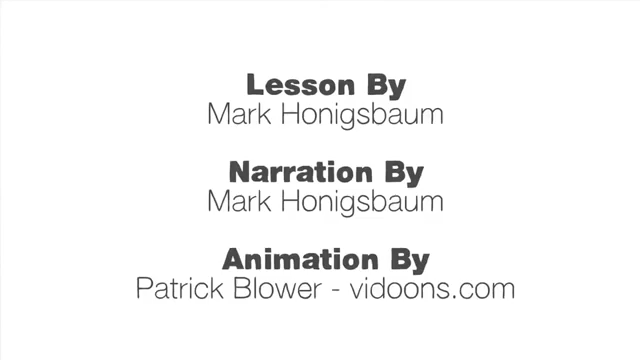 Lesson By
Mark Honigsbaum
Narration By
Mark Honigsbaum
Animation By
Patrick Blower - vidoons.com